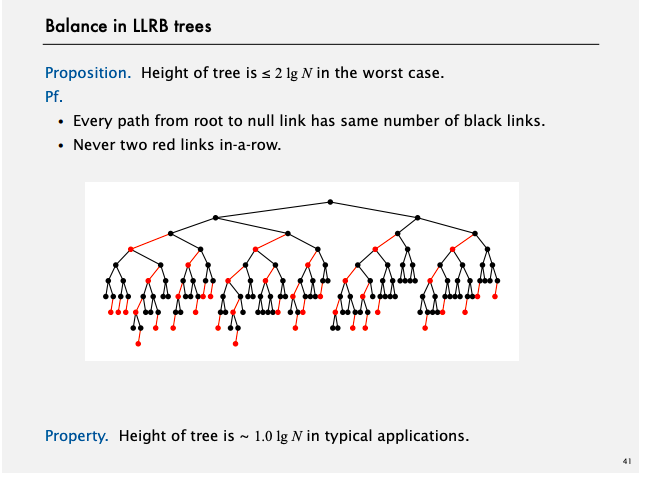 Balance in LLRB trees
Proposition. Height of tree is ≤ 2 lg N in the worst case.
Pf.
• Every path from root to null link has same number of black links.
• Never two red links in-a-row.
Property. Height of tree is ~ 1.0 lg N in typical applications.
41